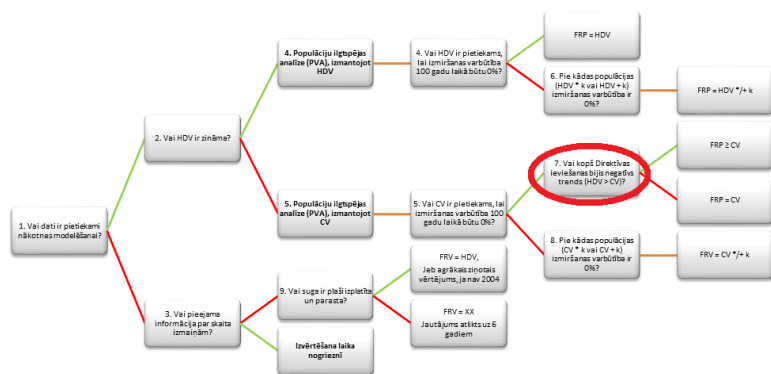 1. Vai dati ir pietiekami
nākotnes modelēšanai?
2. Vai HDV ir zināma?
3. Vai pieejama
informācija par skaita
izmaiņām?
4. Populāciju ilgtspējas
analīze (PVA), izmantojot
HDV
5. Populāciju ilgtspējas
analīze (PVA), izmantojot
CV
9. Vai suga ir plaši izplatīta
un parasta?
Izvērtēšana laika
nogrieznī
4. Vai HDV ir pietiekams,
lai izmiršanas varbūtība
100 gadu laikā būtu 0%?
5. Vai CV ir pietiekams, lai
izmiršanas varbūtība 100
gadu laikā būtu 0%?
FRV = HDV,
Jeb agrākais ziņotais
vērtējums, ja nav 2004
FRV = XX
Jautājums atlikts uz 6
gadiem
FRP = HDV
6. Pie kādas populācijas
(HDV * k vai HDV + k)
izmiršanas varbūtība ir
0%?
7. Vai kopš Direktīvas
ieviešanas bijis negatīvs
trends (HDV > CV)?
8. Pie kādas populācijas
(CV * k vai CV + k)
izmiršanas varbūtība ir
0%?
FRP = HDV */+ k
FRP ≥ CV
FRP = CV
FRV = CV */+ k